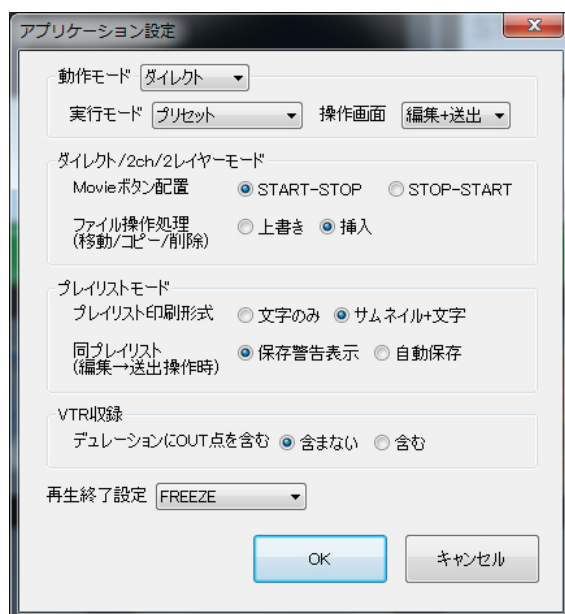 アプリケーション設定
動作モード ダイレクト
実行モード プリセット 操作画面 編集+送出
ダイレクト/2ch/2レイヤーモード
Movieボタン配置 START-STOP STOP-START
ファイル操作処理 上書き 挿入
(移動/コピー/削除)
プレイリストモード
プレイリスト印刷形式 文字のみ サムネイル+文字
同プレイリスト 保存警告表示 自動保存
(編集→送出操作時)
VTR収録
デュレーションにOUT点を含む 含まない 含む
再生終了設定 FREEZE
OK キャンセル